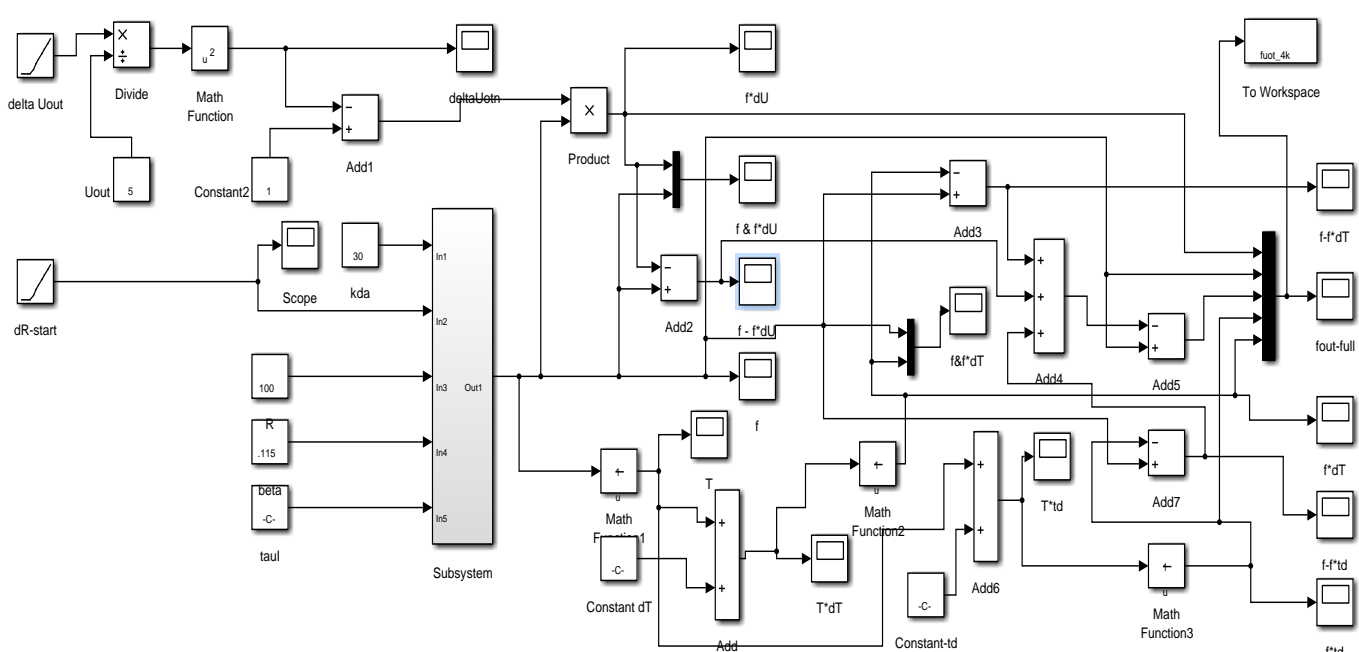 delta Uout
×
÷
Divide
u 2
Math
Function
deltaUotn
f*dU
fuot_4k
To Workspace
−
+
Add1
×
Product
Uout
5
Constant2
1
f & f*dU
−
+
Add3
f-f*dT
dR-start
Scope
30
kda
In1
In2
In3
In4
In5
Out1
Subsystem
−
+
Add2
f - f*dU
f&f*dT
+
+
+
Add4
−
+
Add5
fout-full
100
R
.115
beta
-C-
taul
f
T
u
Math
Function1
-C-
Constant dT
+
+
Add
T*dT
u
Math
Function2
+
+
Add6
T*td
-C-
Constant-td
−
+
Add7
f*dT
f-f*td
u
Math
Function3
f*td